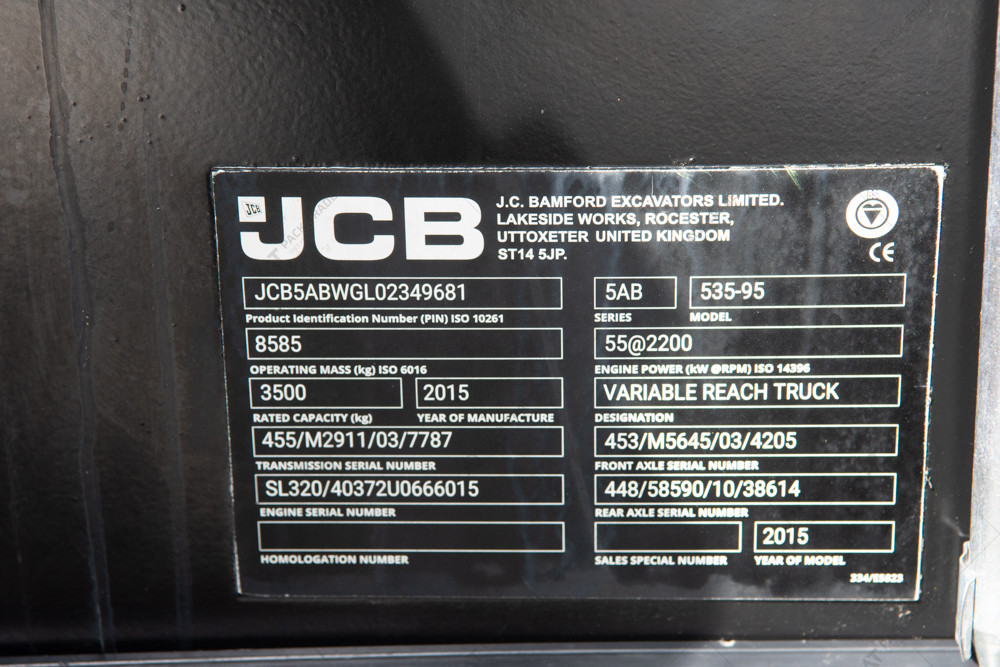 JCB
JCB
J.C. BAMFORD EXCAVATORS LIMITED.
LAKESIDE WORKS, ROCESTER,
UTTOXETER UNITED KINGDOM
ST14 5JP.
CE
JCB5ABWGL02349681
Product Identification Number (PIN) ISO 10261
5AB
SERIES
535-95
MODEL
8585
OPERATING MASS (kg) ISO 6016
55@2200
ENGINE POWER (kW @RPM) ISO 14396
3500
RATED CAPACITY (kg)
2015
YEAR OF MANUFACTURE
VARIABLE REACH TRUCK
DESIGNATION
455/M2911/03/7787
TRANSMISSION SERIAL NUMBER
453/M5645/03/4205
FRONT AXLE SERIAL NUMBER
SL320/40372U0666015
ENGINE SERIAL NUMBER
448/58590/10/38614
REAR AXLE SERIAL NUMBER
HOMOLOGATION NUMBER
SALES SPECIAL NUMBER
2015
YEAR OF MODEL